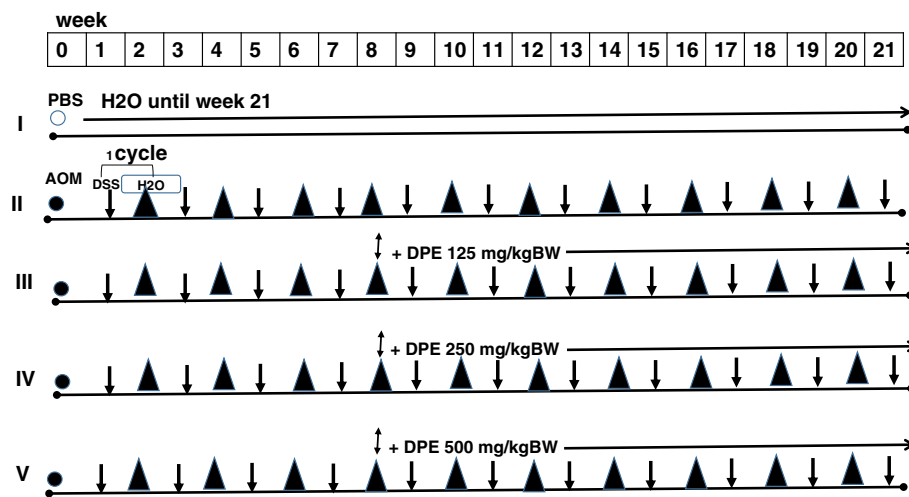 week
0 1 2 3 4 5 6 7 8 9 10 11 12 13 14 15 16 17 18 19 20 21
PBS H2O until week 21
I
1 cycle
AOM DSS H2O
II
+ DPE 125 mg/kgBW
III
+ DPE 250 mg/kgBW
IV
+ DPE 500 mg/kgBW
V